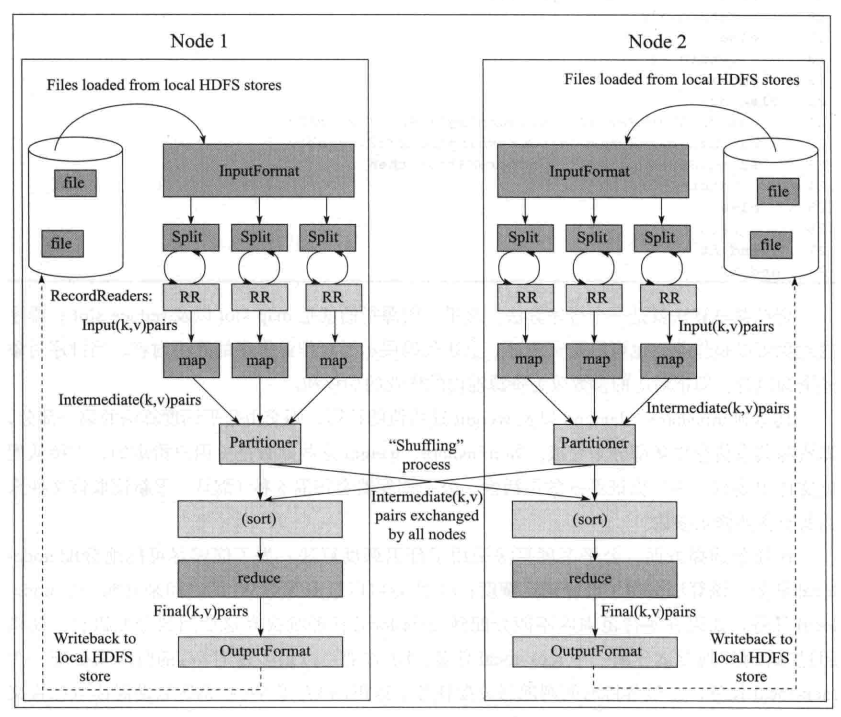 Node 1
Node 2
Files loaded from local HDFS stores
Files loaded from local HDFS stores
file
file
InputFormat
InputFormat
file
file
Split
Split
Split
Split
Split
Split
RecordReaders:
RR
RR
RR
RR
RR
RR
Input(k,v)pairs
Input(k,v)pairs
map
map
map
map
map
map
Intermediate(k,v)pairs
Intermediate(k,v)pairs
Partitioner
“Shuffling”
process
Partitioner
Intermediate(k,v)
pairs exchanged
by all nodes
(sort)
(sort)
reduce
reduce
Final(k,v)pairs
Final(k,v)pairs
Writeback to
local HDFS
store
OutputFormat
OutputFormat
Writeback to
local HDFS
store